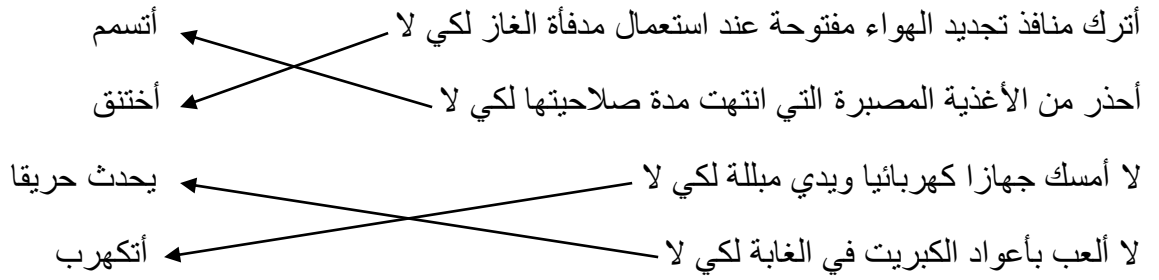 أترك منافذ تجديد الهواء مفتوحة عند استعمال مدفأة الغاز لكي لا أتسمم
أحذر من الأغذية المصبرة التي انتهت مدة صلاحيتها لكي لا أختنق
لا أمسك جهازا كهربائيا ويدي مبللة لكي لا يحدث حريقا
لا ألعب بأعواد الكبريت في الغابة لكي لا أتكهرب